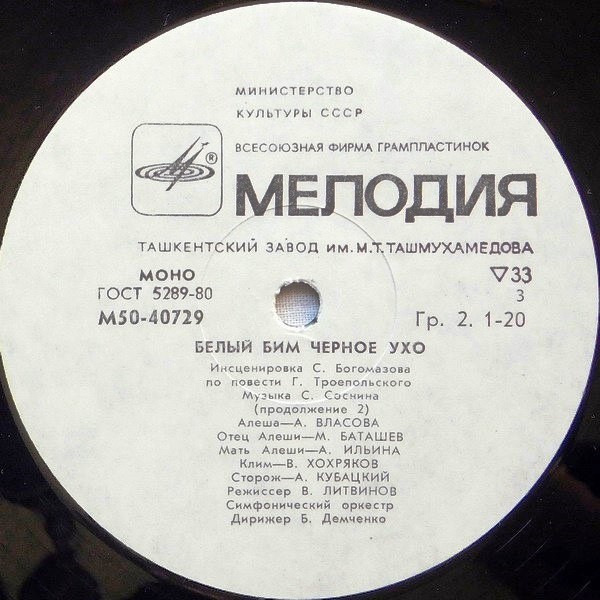 МИНИСТЕРСТВО
КУЛЬТУРЫ СССР
ВСЕСОЮЗНАЯ ФИРМА ГРАМПЛАСТИНОК
®
МЕЛОДИЯ
ТАШКЕНТСКИЙ ЗАВОД ИМ. М.Т. ТАШМУХАМЕДОВА
МОНО ▽33
ГОСТ 5289-80 3
М50-40729 Гр. 2. 1-20
БЕЛЫЙ БИМ ЧЕРНОЕ УХО
Инсценировка С. Богомазова
по повести Г. Троепольского
Музыка С. Соснина
(продолжение 2)
Алеша—А. ВЛАСОВА
Отец Алеши—М. БАТАШЕВ
Мать Алеши—А. ИЛЬИНА
Клим—В. ХОХРЯКОВ
Сторож—А. КУБАЦКИЙ
Режиссер В. ЛИТВИНОВ
Симфонический оркестр
Дирижер Б. Демченко